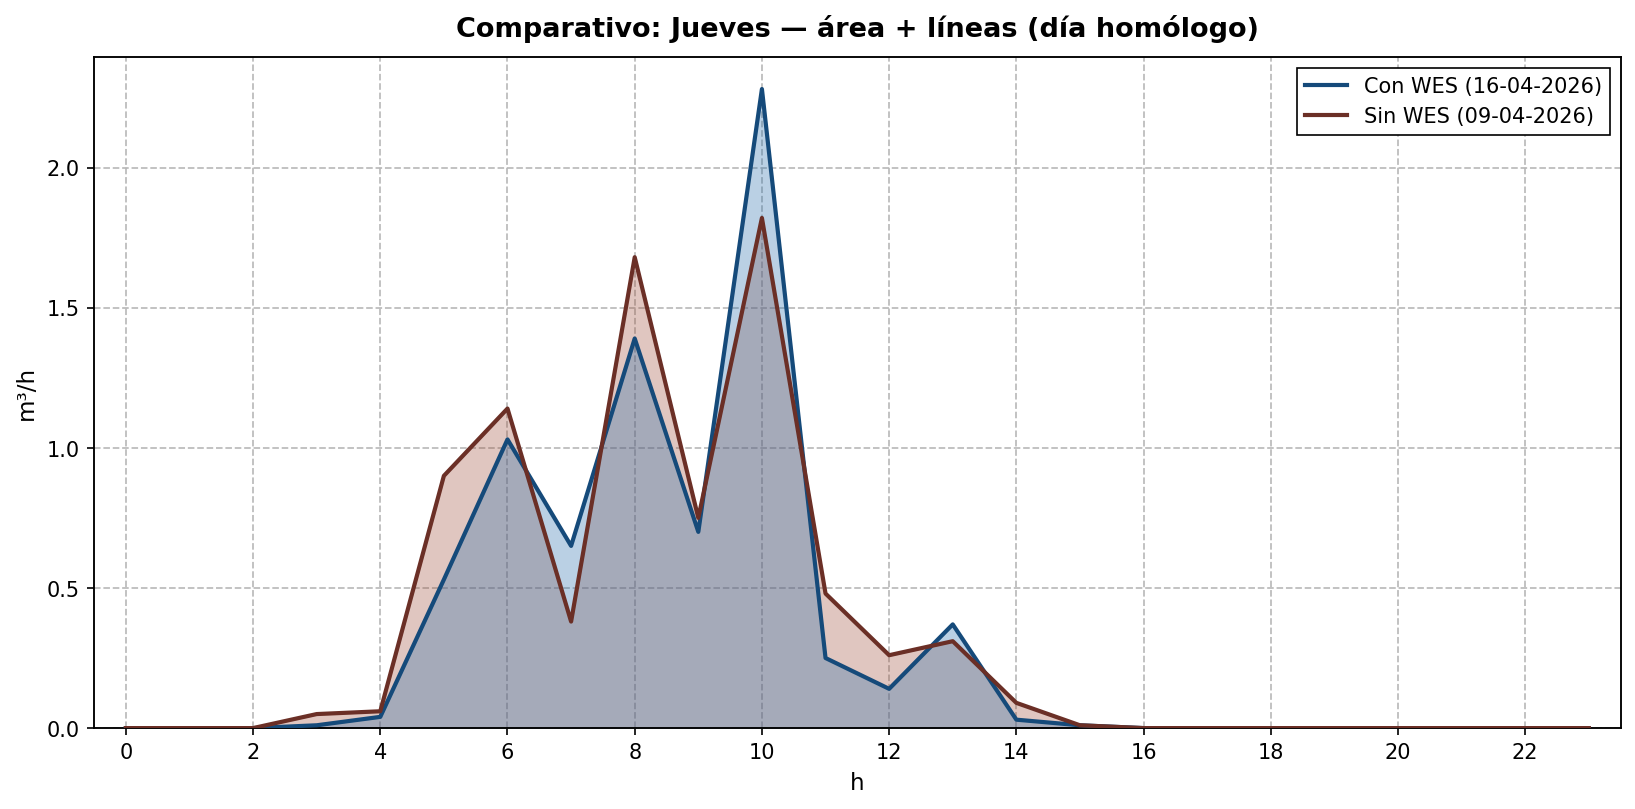 Comparativo: Jueves — área + líneas (día homólogo)
Con WES (16-04-2026)
Sin WES (09-04-2026)
m³/h
2.0
1.5
1.0
0.5
0.0
0 2 4 6 8 10 12 14 16 18 20 22
h